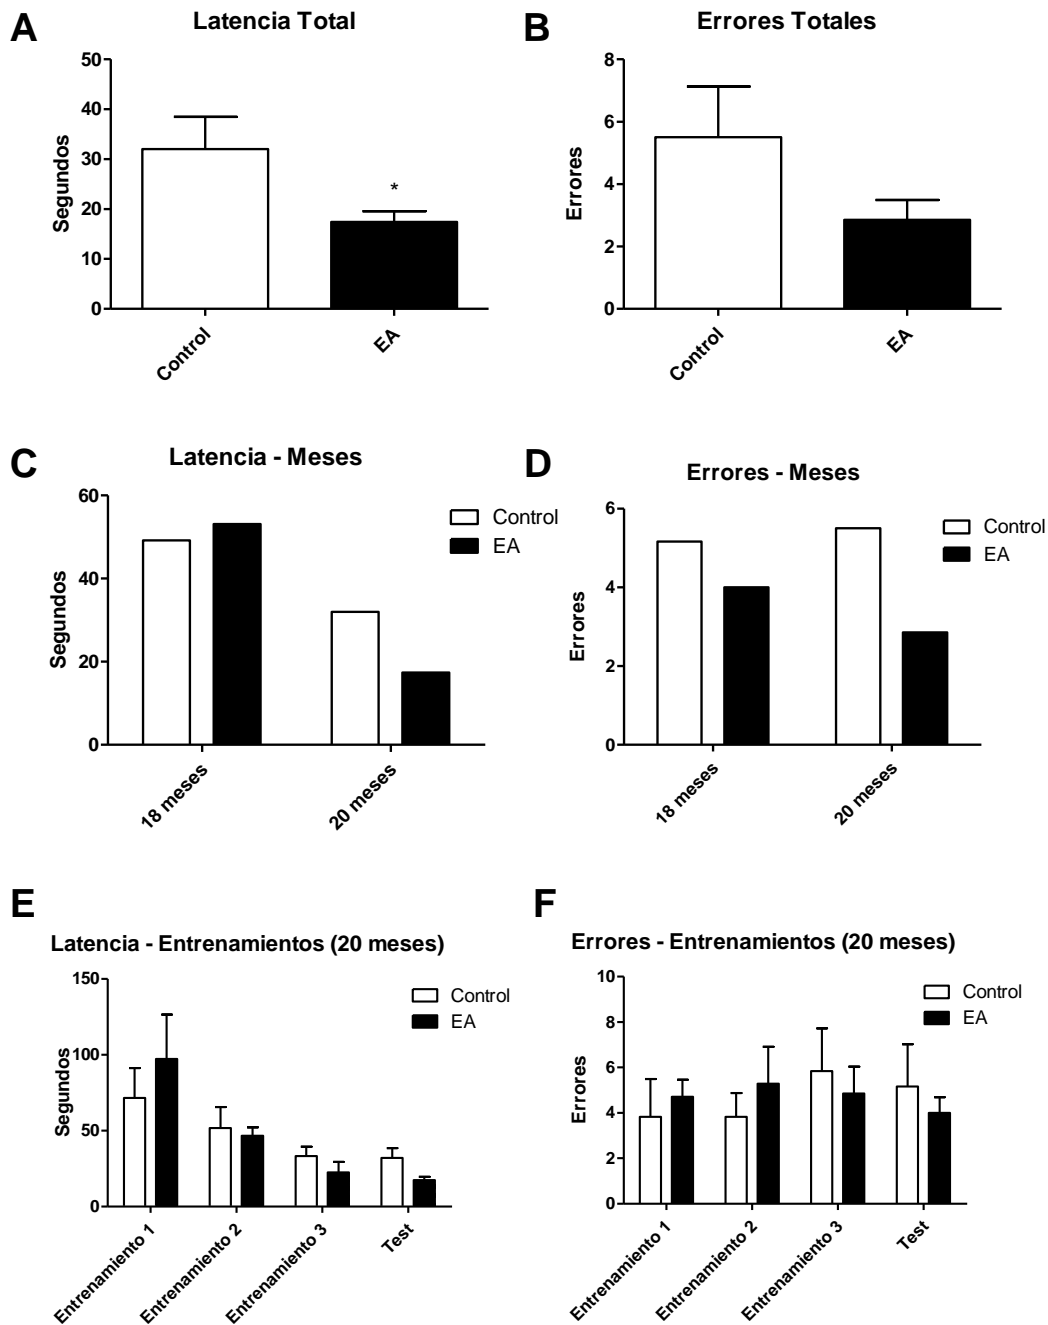 A
Latencia Total
Segundos
50
40
30
20
10
0
*
Control
EA
B
Errores Totales
Errores
8
6
4
2
0
Control
EA
C
Latencia - Meses
Segundos
60
40
20
0
Control
EA
18 meses
20 meses
D
Errores - Meses
Errores
6
4
2
0
Control
EA
18 meses
20 meses
E
Latencia - Entrenamientos (20 meses)
Segundos
150
100
50
0
Control
EA
Entrenamiento 1
Entrenamiento 2
Entrenamiento 3
Test
F
Errores - Entrenamientos (20 meses)
Errores
10
8
6
4
2
0
Control
EA
Entrenamiento 1
Entrenamiento 2
Entrenamiento 3
Test